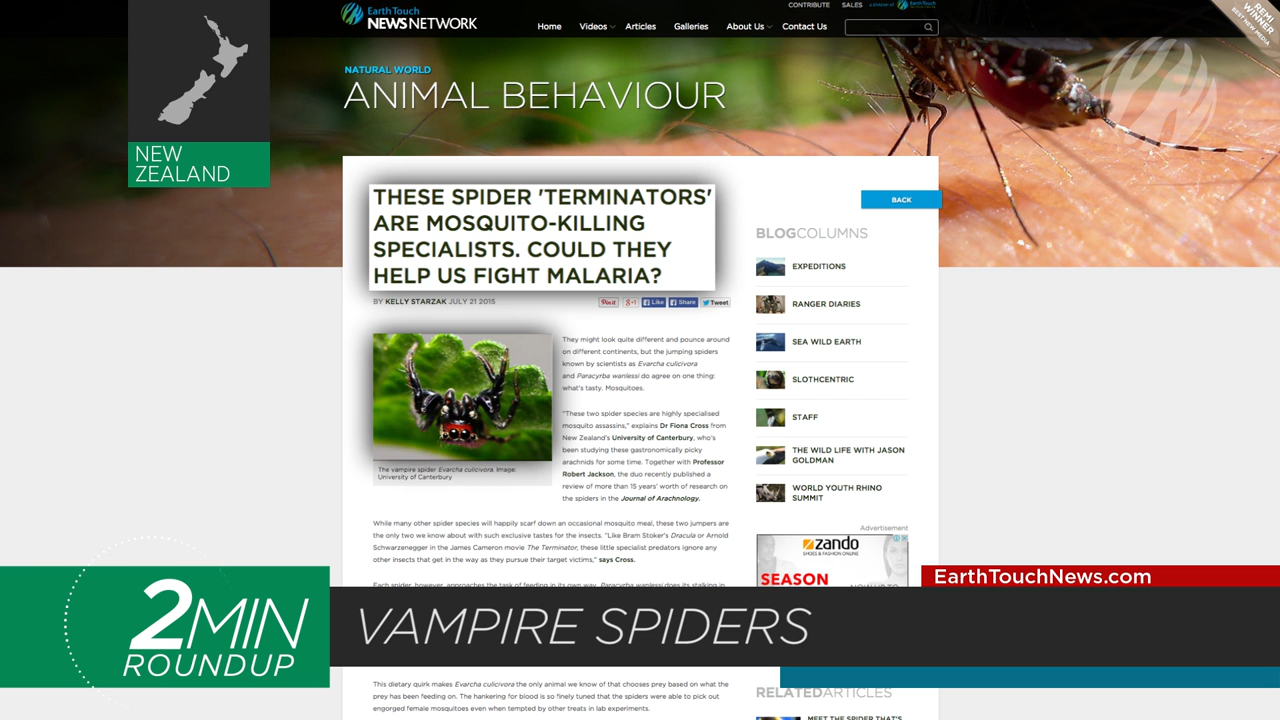 CONTRIBUTE SALES a division of EarthTouch
EarthTouch
NEWSNETWORK
Home Videos Articles Galleries About Us Contact Us
REMI
WINNER
BEST NEW MEDIA
NEW
ZEALAND
NATURAL WORLD
ANIMAL BEHAVIOUR
THESE SPIDER 'TERMINATORS'
ARE MOSQUITO-KILLING
SPECIALISTS. COULD THEY
HELP US FIGHT MALARIA?
BY KELLY STARZAK JULY 21 2015
Pin it g+1 Like Share Tweet
They might look quite different and pounce around
on different continents, but the jumping spiders
known by scientists as Evarcha culicivora
and Paracyrba wanlessi do agree on one thing:
what's tasty. Mosquitoes.
"These two spider species are highly specialised
mosquito assassins," explains Dr Fiona Cross from
New Zealand's University of Canterbury, who's
been studying these gastronomically picky
arachnids for some time. Together with Professor
Robert Jackson, the duo recently published a
review of more than 15 years' worth of research on
the spiders in the Journal of Arachnology.
The vampire spider Evarcha culicivora. Image:
University of Canterbury
While many other spider species will happily scarf down an occasional mosquito meal, these two jumpers are
the only two we know about with such exclusive tastes for the insects. "Like Bram Stoker's Dracula or Arnold
Schwarzenegger in the James Cameron movie The Terminator, these little specialist predators ignore any
other insects that get in the way as they pursue their target victims," says Cross.
Each spider, however, approaches the task of feeding in its own way. Paracyrba wanlessi does its stalking in
BACK
BLOGCOLUMNS
EXPEDITIONS
RANGER DIARIES
SEA WILD EARTH
SLOTHCENTRIC
STAFF
THE WILD LIFE WITH JASON
GOLDMAN
WORLD YOUTH RHINO
SUMMIT
Advertisement
zando
SHOES & FASHION ONLINE
SEASON
EarthTouchNews.com
2MIN
ROUNDUP
VAMPIRE SPIDERS
This dietary quirk makes Evarcha culicivora the only animal we know of that chooses prey based on what the
prey has been feeding on. The hankering for blood is so finely tuned that the spiders were able to pick out
engorged female mosquitoes even when tempted by other treats in lab experiments.
RELATEDARTICLES
MEET THE SPIDER THAT'S